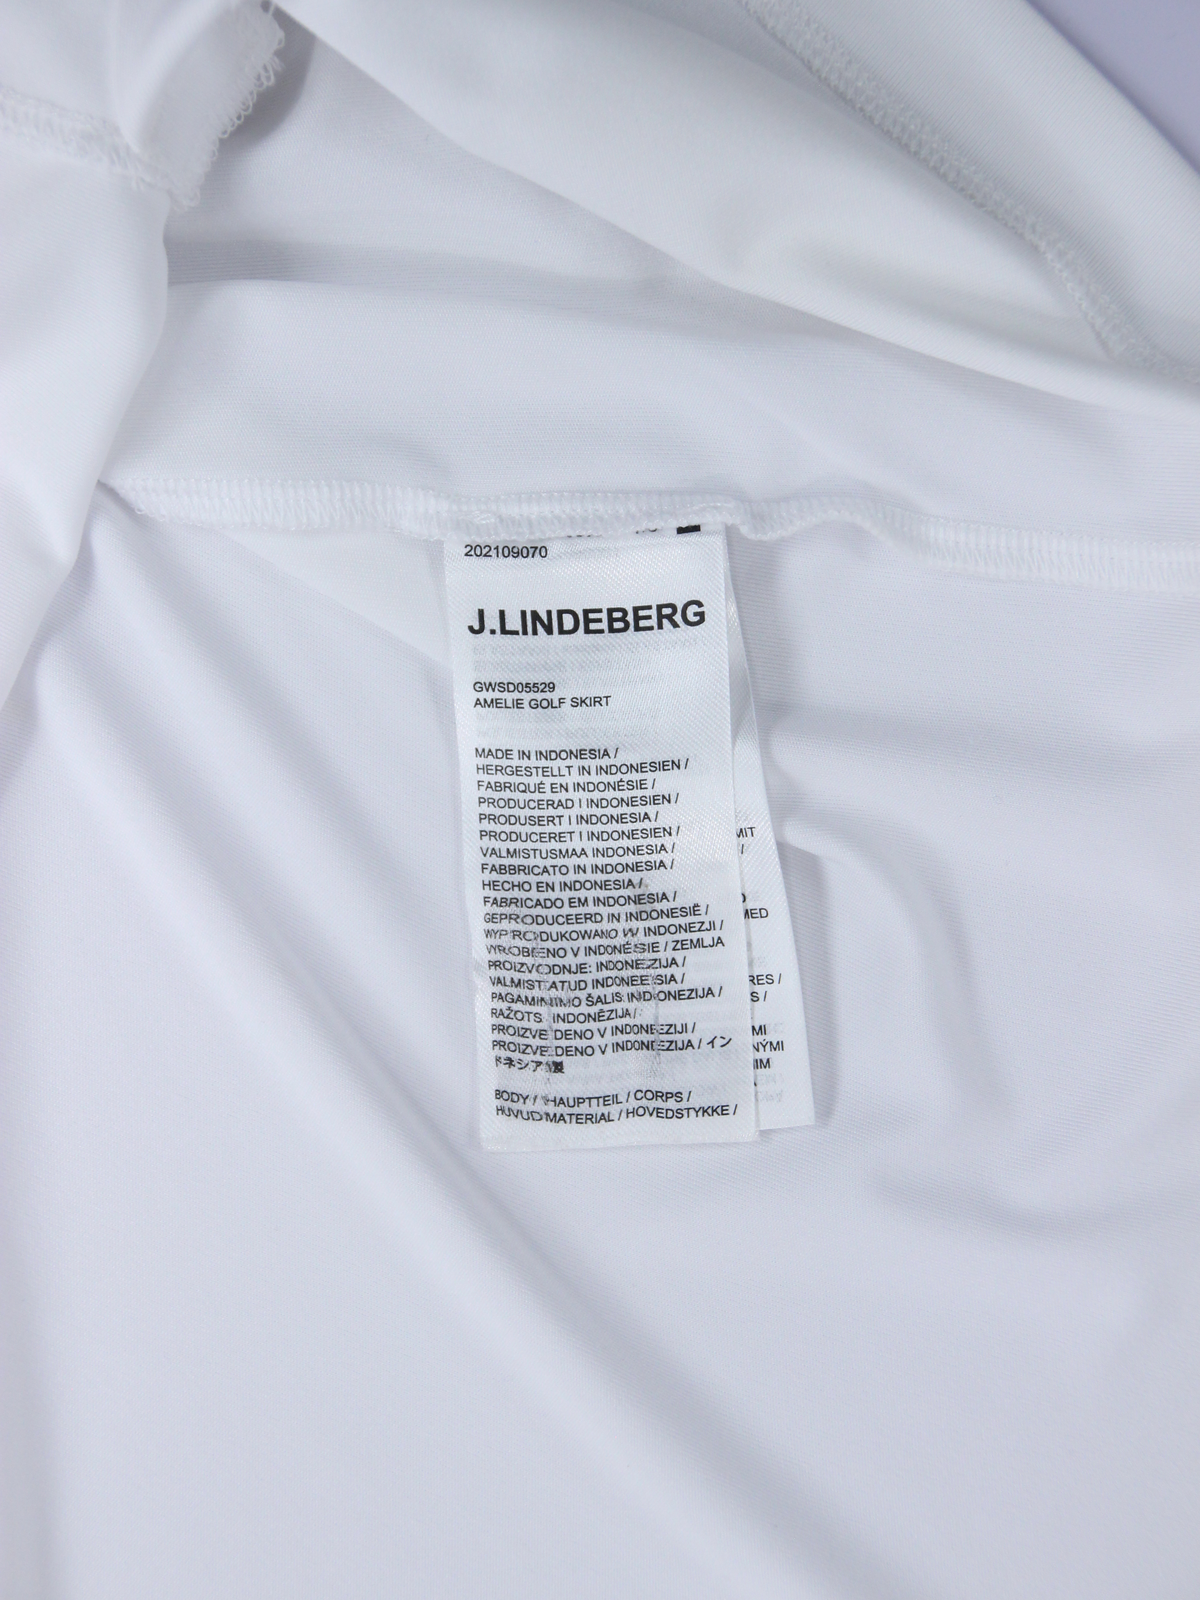 202109070
J.LINDEBERG
GWSD05529
AMELIE GOLF SKIRT
MADE IN INDONESIA /
HERGESTELLT IN INDONESIEN /
FABRIQUÉ EN INDONÉSIE /
PRODUCERAD I INDONESIEN /
PRODUSERT I INDONESIA /
PRODUCERET I INDONESIEN /
VALMISTUSMAA INDONESIA /
FABBRICATO IN INDONESIA /
HECHO EN INDONESIA /
FABRICADO EM INDONESIA /
GEPRODUCEERD IN INDONESIË /
WYPRODUKOWANO W INDONEZJI /
VYROBENO V INDONÉSIE / ZEMLJA
PROIZVODNJE: INDONEZIJA /
VALMISTATUD INDONEESIA /
PAGAMINIMO ŠALIS INDONEZIJA /
RAŽOTS INDONĒZIJA /
PROIZVEDENO V INDONEZIJI /
PROIZVEDENO V INDONEZIJA / イン
ドネシア製
BODY / HAUPTTEIL / CORPS /
HUVUDMATERIAL / HOVEDSTYKKE /